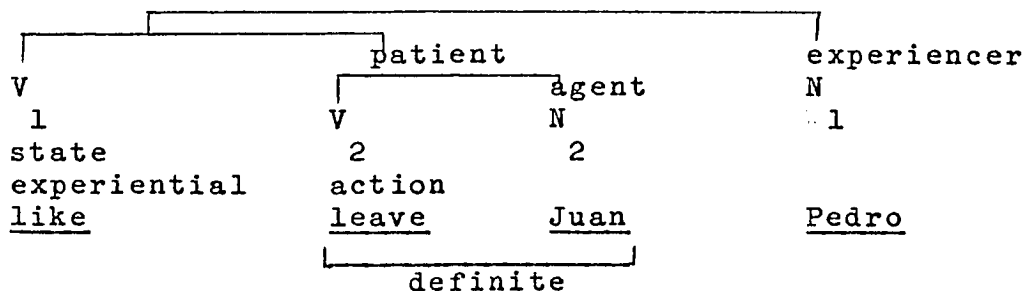 patient experiencer
V agent N
1 V N 1
state 2 2
experiential action
like leave Juan Pedro
definite